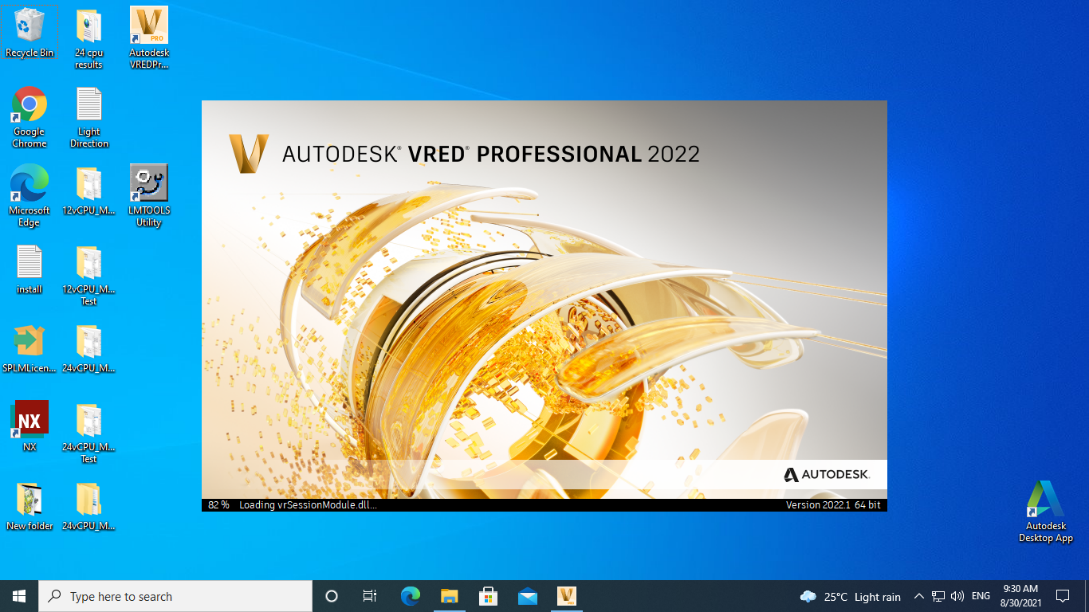 Recycle Bin
24 cpu
results
Autodesk
VREDPr...
PRO
Google
Chrome
Light
Direction
Microsoft
Edge
12vCPU_M...
LMTOOLS
Utility
install
12vCPU_M...
Test
SPLMLicen...
24vCPU_M...
NX
NX
24vCPU_M...
Test
New folder
24vCPU_M...
AUTODESK® VRED® PROFESSIONAL 2022
AUTODESK.
82 % Loading vrSessionModule.dll...
Version 2022.1 64 bit
Autodesk
Desktop App
Type here to search
25°C Light rain
ENG
9:30 AM
8/30/2021